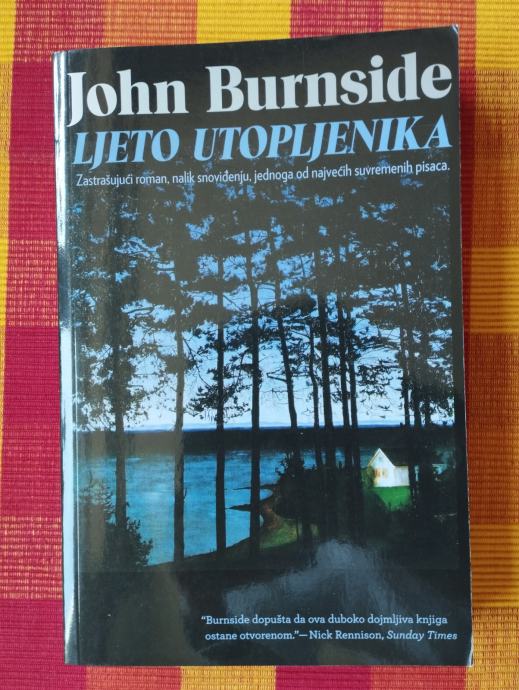 John Burnside
LJETO UTOPLJENIKA
Zastrašujući roman, nalik snoviđenju, jednoga od najvećih suvremenih pisaca.
“Burnside dopušta da ova duboko dojmljiva knjiga
ostane otvorenom.”—Nick Rennison, Sunday Times